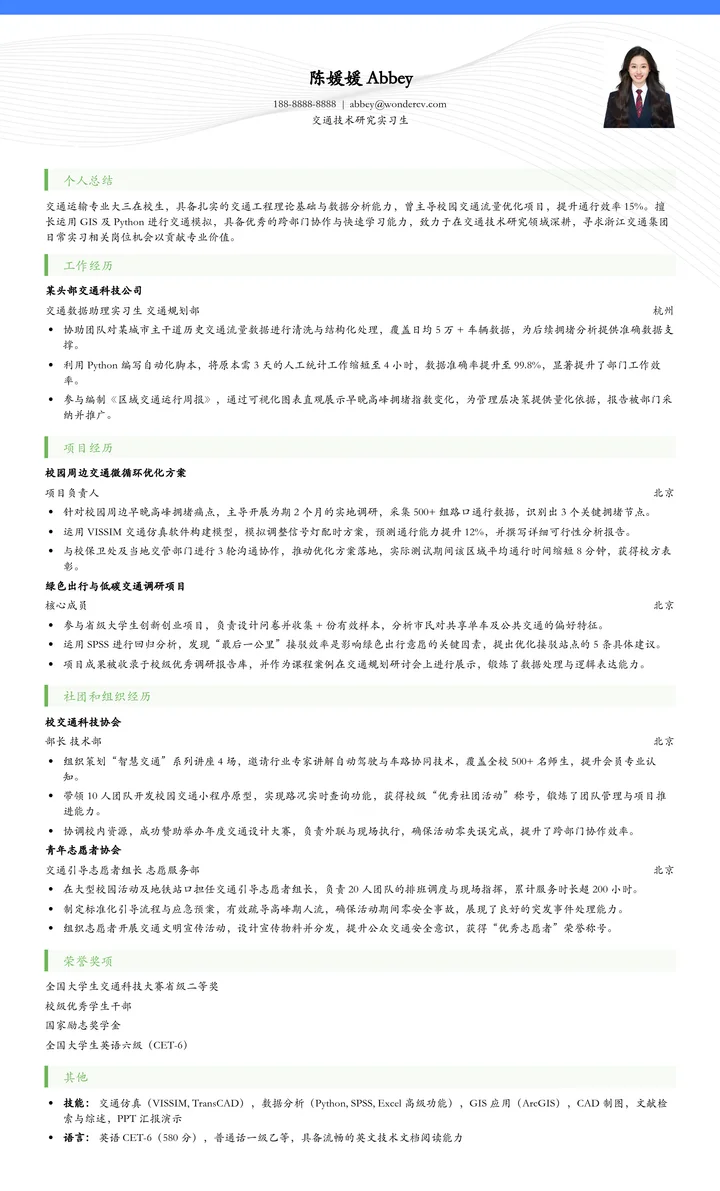 陈媛媛 Abbey
188-8888-8888 | abbey@wondercv.com
交通技术研究实习生
个人总结
交通运输专业大三在校生，具备扎实的交通工程理论基础与数据分析能力，曾主导校园交通流量优化项目，提升通行效率 15%。擅
长运用 GIS 及 Python 进行交通模拟，具备优秀的跨部门协作与快速学习能力，致力于在交通技术研究领域深耕，寻求浙江交通集团
日常实习相关岗位机会以贡献专业价值。
工作经历
某头部交通科技公司
交通数据助理实习生 交通规划部 杭州
• 协助团队对某城市主干道历史交通流量数据进行清洗与结构化处理，覆盖日均 5 万 + 车辆数据，为后续拥堵分析提供准确数据支
撑。
• 利用 Python 编写自动化脚本，将原本需 3 天的人工统计工作缩短至 4 小时，数据准确率提升至 99.8%，显著提升了部门工作效
率。
• 参与编制《区域交通运行周报》，通过可视化图表直观展示早晚高峰拥堵指数变化，为管理层决策提供量化依据，报告被部门采
纳并推广。
项目经历
校园周边交通微循环优化方案
项目负责人 北京
• 针对校园周边早晚高峰拥堵痛点，主导开展为期 2 个月的实地调研，采集 500+ 组路口通行数据，识别出 3 个关键拥堵节点。
• 运用 VISSIM 交通仿真软件构建模型，模拟调整信号灯配时方案，预测通行能力提升 12%，并撰写详细可行性分析报告。
• 与校保卫处及当地交管部门进行 3 轮沟通协作，推动优化方案落地，实际测试期间该区域平均通行时间缩短 8 分钟，获得校方表
彰。
绿色出行与低碳交通调研项目
核心成员 北京
• 参与省级大学生创新创业项目，负责设计问卷并收集 + 份有效样本，分析市民对共享单车及公共交通的偏好特征。
• 运用 SPSS 进行回归分析，发现“最后一公里”接驳效率是影响绿色出行意愿的关键因素，提出优化接驳站点的 5 条具体建议。
• 项目成果被收录于校级优秀调研报告库，并作为课程案例在交通规划研讨会上进行展示，锻炼了数据处理与逻辑表达能力。
社团和组织经历
校交通科技协会
部长 技术部 北京
• 组织策划“智慧交通”系列讲座 4 场，邀请行业专家讲解自动驾驶与车路协同技术，覆盖全校 500+ 名师生，提升会员专业认
知。
• 带领 10 人团队开发校园交通小程序原型，实现路况实时查询功能，获得校级“优秀社团活动”称号，锻炼了团队管理与项目推
进能力。
• 协调校内资源，成功赞助举办年度交通设计大赛，负责外联与现场执行，确保活动零失误完成，提升了跨部门协作效率。
青年志愿者协会
交通引导志愿者组长 志愿服务部 北京
• 在大型校园活动及地铁站口担任交通引导志愿者组长，负责 20 人团队的排班调度与现场指挥，累计服务时长超 200 小时。
• 制定标准化引导流程与应急预案，有效疏导高峰期人流，确保活动期间零安全事故，展现了良好的突发事件处理能力。
• 组织志愿者开展交通文明宣传活动，设计宣传物料并分发，提升公众交通安全意识，获得“优秀志愿者”荣誉称号。
荣誉奖项
全国大学生交通科技大赛省级二等奖
校级优秀学生干部
国家励志奖学金
全国大学生英语六级（CET-6）
其他
• 技能： 交通仿真（VISSIM, TransCAD），数据分析（Python, SPSS, Excel 高级功能），GIS 应用（ArcGIS），CAD 制图，文献检
索与综述，PPT 汇报演示
• 语言： 英语 CET-6（580 分），普通话一级乙等，具备流畅的英文技术文档阅读能力